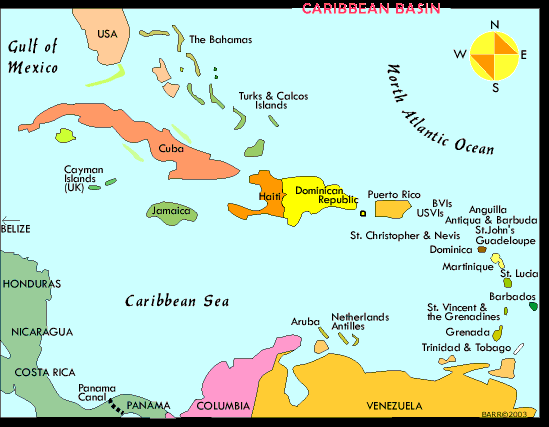 CARIBBEAN BASIN
Gulf of
Mexico
USA
The Bahamas
N
W
E
S
North Atlantic Ocean
Turks & Calcos
Islands
Cuba
Cayman
Islands
(UK)
Jamaica
Haiti
Dominican
Republic
Puerto Rico
BVIs
USVIs
Anguilla
Antigua & Barbuda
St.John's
Guadeloupe
St. Christopher & Nevis
Dominica
Martinique
St. Lucia
Barbados
St. Vincent &
the Grenadines
Grenada
Trinidad & Tobago
BELIZE
HONDURAS
Caribbean Sea
NICARAGUA
COSTA RICA
Aruba
Netherlands
Antilles
Panama
Canal
PANAMA
COLUMBIA
VENEZUELA
BARR©2003